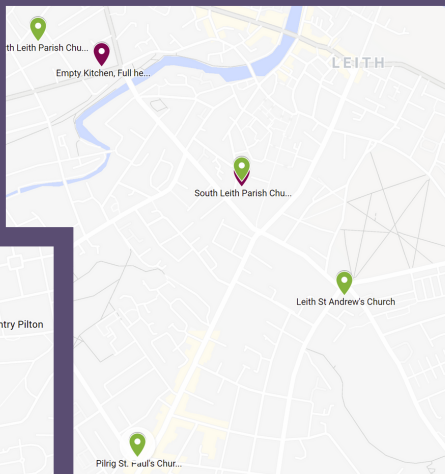 LEITH
th Leith Parish Chu...
Empty Kitchen, Full he...
South Leith Parish Chu...
Leith St Andrew's Church
ntry Pilton
Pilrig St. Paul's Chur...